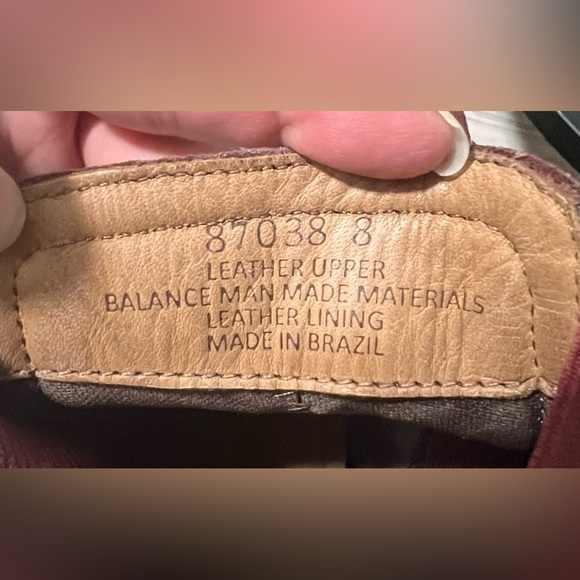 87038 8
LEATHER UPPER
BALANCE MAN MADE MATERIALS
LEATHER LINING
MADE IN BRAZIL